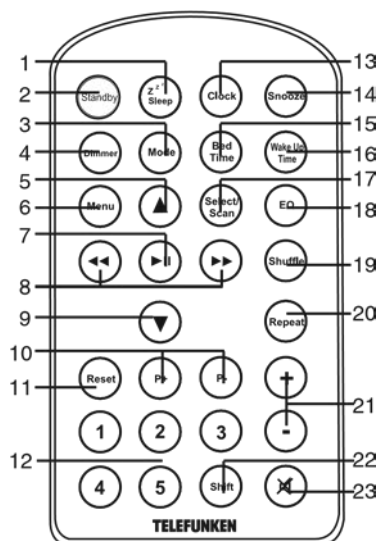 1 Zzz Sleep Clock 13
2 Standby Snooze 14
3 Mode Bed Time 15
4 Dimmer Wake Up Time 16
5 Select/Scan 17
6 Menu EQ 18
7
8 Shuffle 19
9 Repeat 20
10 P+ P-
11 Reset + - 21
1 2 3
12 Shift 22
4 5 23
TELEFUNKEN